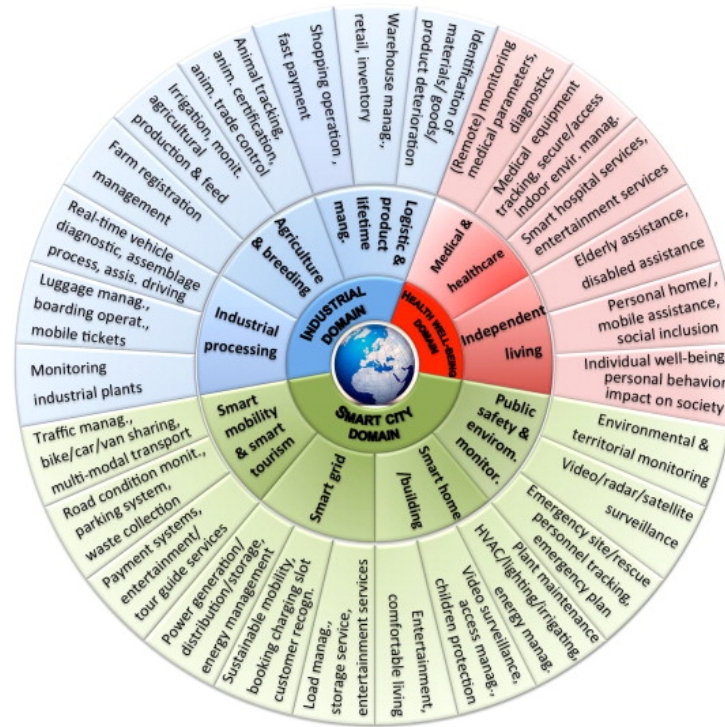 INDUSTRIAL
DOMAIN
HEALTH WELL-BEING
DOMAIN
SMART CITY
DOMAIN
Logistic &
product
lifetime
mang.
Agriculture
& breeding
Industrial
processing
Medical &
healthcare
Independent
living
Public
safety &
envirom.
monitor.
Smart home
/building
Smart grid
Smart
mobility
& smart
tourism
Identification of
materials/ goods/
product deterioration
Warehouse manag.,
retail, inventory
Shopping operation ,
fast payment
Animal tracking,
anim. certification,
anim. trade control
Irrigation, monit.
agricultural
production & feed
Farm registration
management
Real-time vehicle
diagnostic, assemblage
process, assis. driving
Luggage manag.,
boarding operat.,
mobile tickets
Monitoring
industrial plants
(Remote) monitoring
medical parameters,
diagnostics
Medical equipment
tracking, secure/access
indoor envir. manag.
Smart hospital services,
entertainment services
Elderly assistance,
disabled assistance
Personal home/,
mobile assistance,
social inclusion
Individual well-being,
personal behavior
impact on society
Environmental &
territorial monitoring
Video/radar/satellite
surveillance
Emergency site/rescue
personnel tracking.
emergency plan
Plant maintenance
HVAC/lighting/irrigating,
energy manag.
Video surveillance,
access manag.,
children protection
Entertainment,
comfortable living
Load manag.,
storage service,
entertainment services
Sustainable mobility,
booking charging slot
customer recogn.
Power generation/
distribution/storage,
energy management
Payment systems,
entertainment/
tour guide services
Road condition monit.,
parking system,
waste collection
Traffic manag.,
bike/car/van sharing,
multi-modal transport